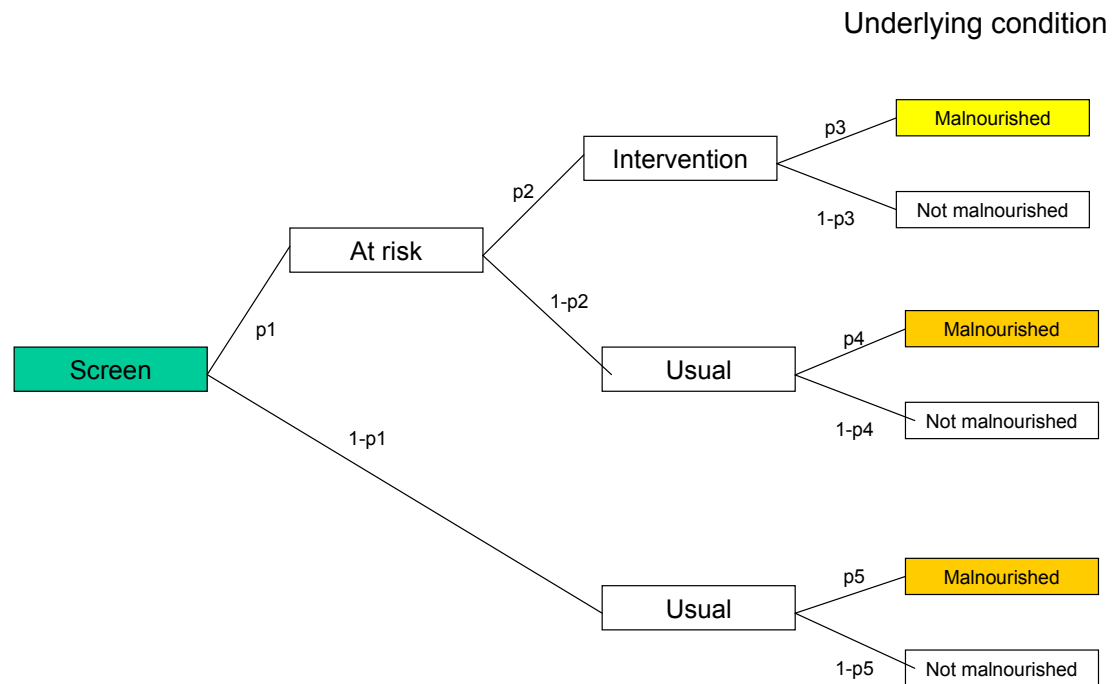 Underlying condition
Malnourished
p3
Intervention
p2
Not malnourished
1-p3
At risk
1-p2
Malnourished
p1
p4
Screen
Usual
Not malnourished
1-p4
1-p1
Malnourished
p5
Usual
Not malnourished
1-p5